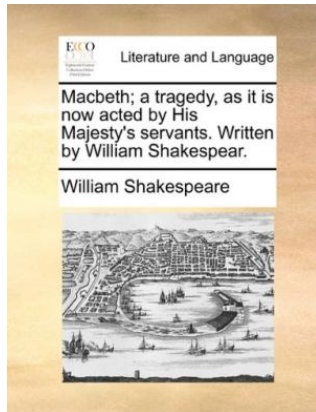 ECCO
Literature and Language
Macbeth; a tragedy, as it is
now acted by His
Majesty's servants. Written
by William Shakespear.
William Shakespeare